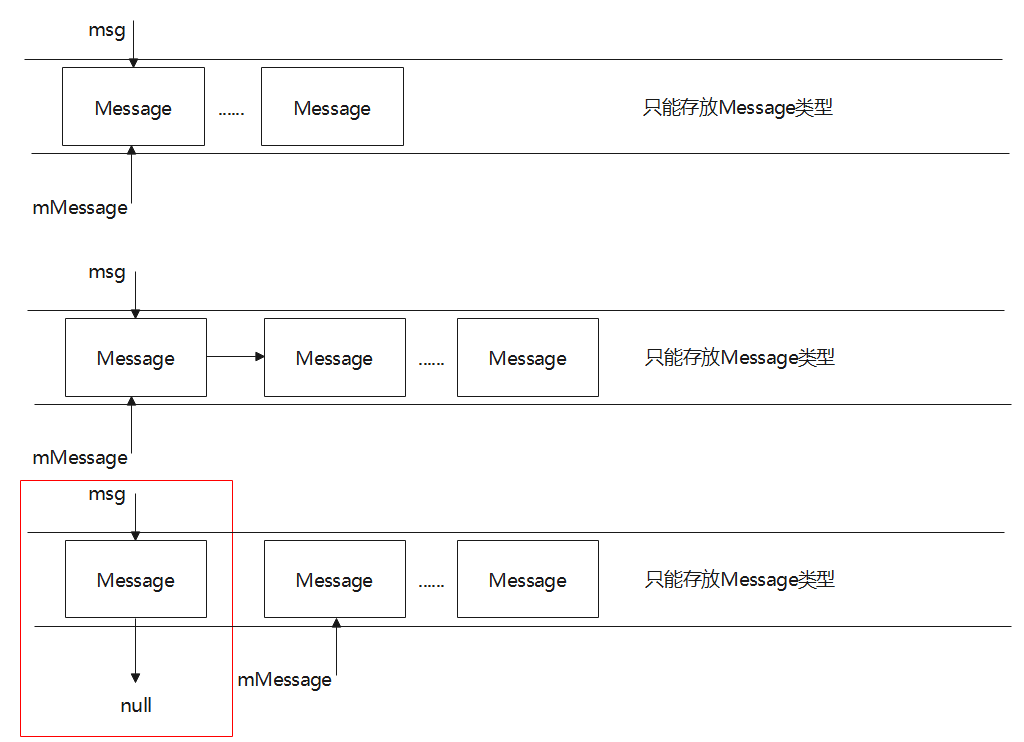 msg
Message ...... Message 只能存放Message类型
mMessage
msg
Message Message ...... Message 只能存放Message类型
mMessage
msg
Message Message ...... Message 只能存放Message类型
mMessage
null